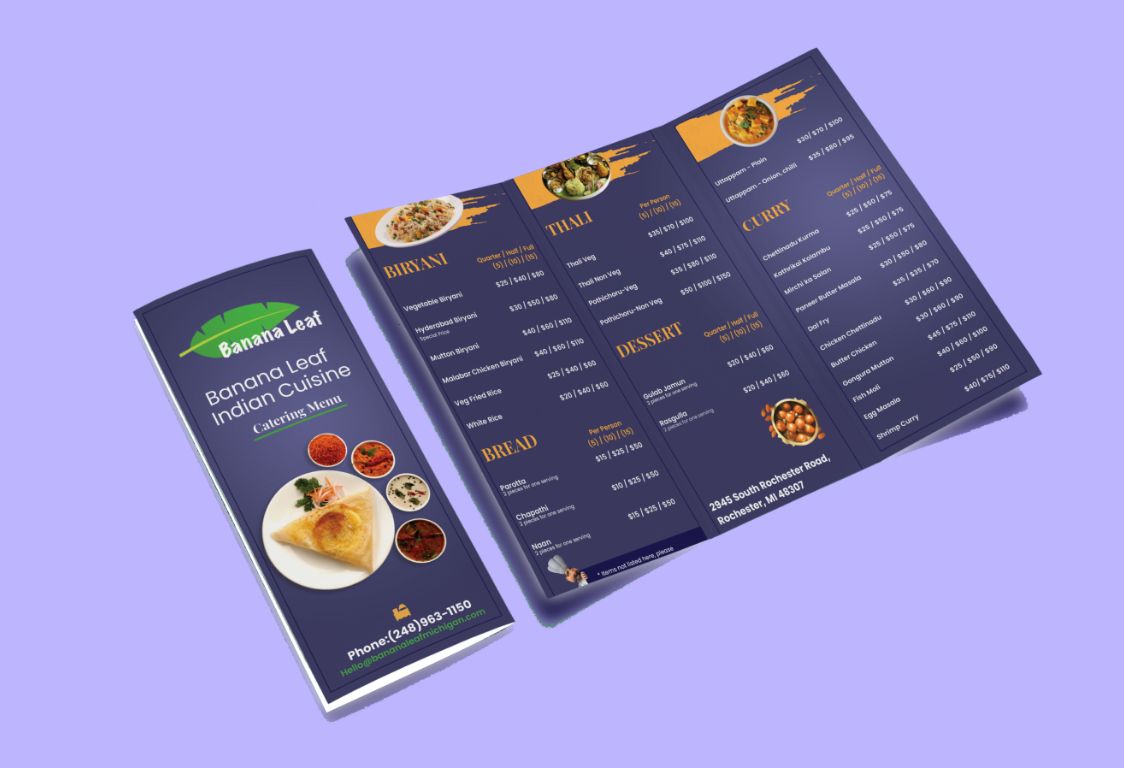 Banana Leaf
Banana Leaf
Indian Cuisine
Catering Menu
Phone:(248)963-1150
Hello@bananaleafmichigan.com
BIRYANI
Quarter / Half / Full
(5) / (10) / (15)
Vegetable Biryani $25 / $40 / $80
Hyderabad Biryani $30 / $50 / $80
Special Price
Mutton Biryani $40 / $60 / $110
Malabar Chicken Biryani $40 / $60 / $110
Veg Fried Rice $25 / $40 / $60
White Rice $20 / $40 / $60
BREAD
Per Person
(5) / (10) / (15)
Parotta $15 / $25 / $50
2 pieces for one serving
Chapathi $10 / $25 / $50
2 pieces for one serving
Naan $15 / $25 / $50
2 pieces for one serving
* Items not listed here, please
THALI
Per Person
(5) / (10) / (15)
Thali Veg $35/ $70 / $100
Thali Non Veg $40 / $75 / $110
Pothichoru-Veg $35 / $80 / $110
Pothichoru-Non Veg $50 / $100 / $150
DESSERT
Quarter / Half / Full
(5) / (10) / (15)
Gulab Jamun $20 / $40 / $60
2 pieces for one serving
Rasgulla $20 / $40 / $60
2 pieces for one serving
2945 South Rochester Road,
Rochester, MI 48307
Uttappam - Plain $30/ $70 / $100
Uttappam - Onion, chilli $35 / $80 / $95
CURRY
Quarter / Half / Full
(5) / (10) / (15)
Chettinadu Kurma $25 / $50 / $75
Kathrikai Kolambu $25 / $50 / $75
Mirchi ka Salan $25 / $50 / $75
Paneer Butter Masala $30 / $50 / $80
Dal Fry $25 / $35 / $70
Chicken Chettinadu $30 / $60 / $90
Butter Chicken $30 / $60 / $90
Gongura Mutton $45 / $75 / $110
Fish Moli $40 / $60 / $100
Egg Masala $25 / $50 / $90
Shrimp Curry $40/ $75/ $110